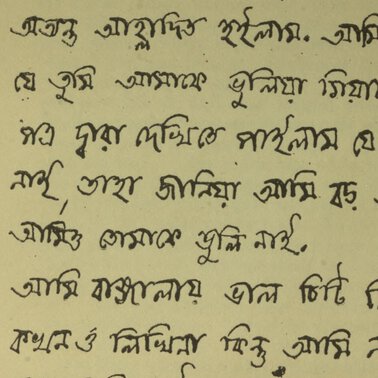 অত্যন্ত আহ্লাদিত হইলাম. আমি
যে তুমি আমাকে ভুলিয়া গিয়া
পত্র দ্বারা দেখিতে পাইলাম যে
নাই, তাহা জানিয়া আমি বড়
আমিও তোমাকে ভুলি নাই.
আমি বাঙ্গালায় ভাল চিটি
কখনও লিখিনা কিন্তু আমি